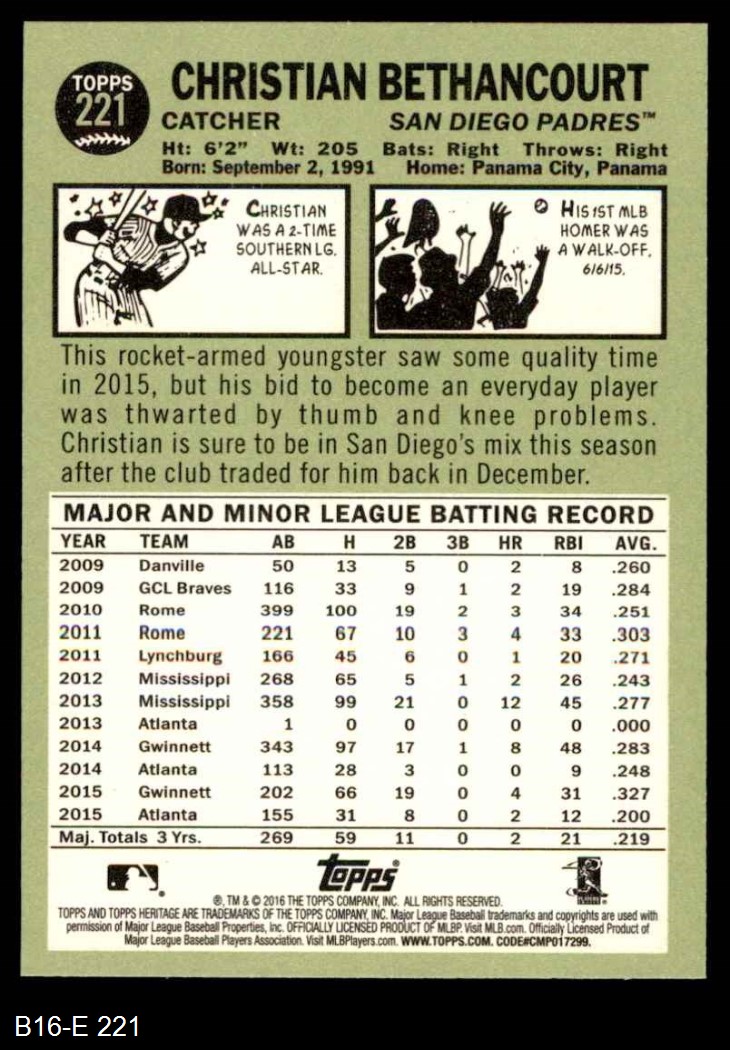 TOPPS
221
CHRISTIAN BETHANCOURT
CATCHER SAN DIEGO PADRES™
Ht: 6'2" Wt: 205 Bats: Right Throws: Right
Born: September 2, 1991 Home: Panama City, Panama
CHRISTIAN
WAS A 2-TIME
SOUTHERN LG.
ALL-STAR.
HIS 1ST MLB
HOMER WAS
A WALK-OFF,
6/6/15.
This rocket-armed youngster saw some quality time
in 2015, but his bid to become an everyday player
was thwarted by thumb and knee problems.
Christian is sure to be in San Diego's mix this season
after the club traded for him back in December.
MAJOR AND MINOR LEAGUE BATTING RECORD
YEAR TEAM AB H 2B 3B HR RBI AVG.
2009 Danville 50 13 5 0 2 8 .260
2009 GCL Braves 116 33 9 1 2 19 .284
2010 Rome 399 100 19 2 3 34 .251
2011 Rome 221 67 10 3 4 33 .303
2011 Lynchburg 166 45 6 0 1 20 .271
2012 Mississippi 268 65 5 1 2 26 .243
2013 Mississippi 358 99 21 0 12 45 .277
2013 Atlanta 1 0 0 0 0 0 .000
2014 Gwinnett 343 97 17 1 8 48 .283
2014 Atlanta 113 28 3 0 0 9 .248
2015 Gwinnett 202 66 19 0 4 31 .327
2015 Atlanta 155 31 8 0 2 12 .200
Maj. Totals 3 Yrs. 269 59 11 0 2 21 .219
Topps®
®, TM & © 2016 THE TOPPS COMPANY, INC. ALL RIGHTS RESERVED.
TOPPS AND TOPPS HERITAGE ARE TRADEMARKS OF THE TOPPS COMPANY, INC. Major League Baseball trademarks and copyrights are used with
permission of Major League Baseball Properties, Inc. OFFICIALLY LICENSED PRODUCT OF MLBP. Visit MLB.com. Officially Licensed Product of
Major League Baseball Players Association. Visit MLBPlayers.com. WWW.TOPPS.COM. CODE#CMP017299.
B16-E 221